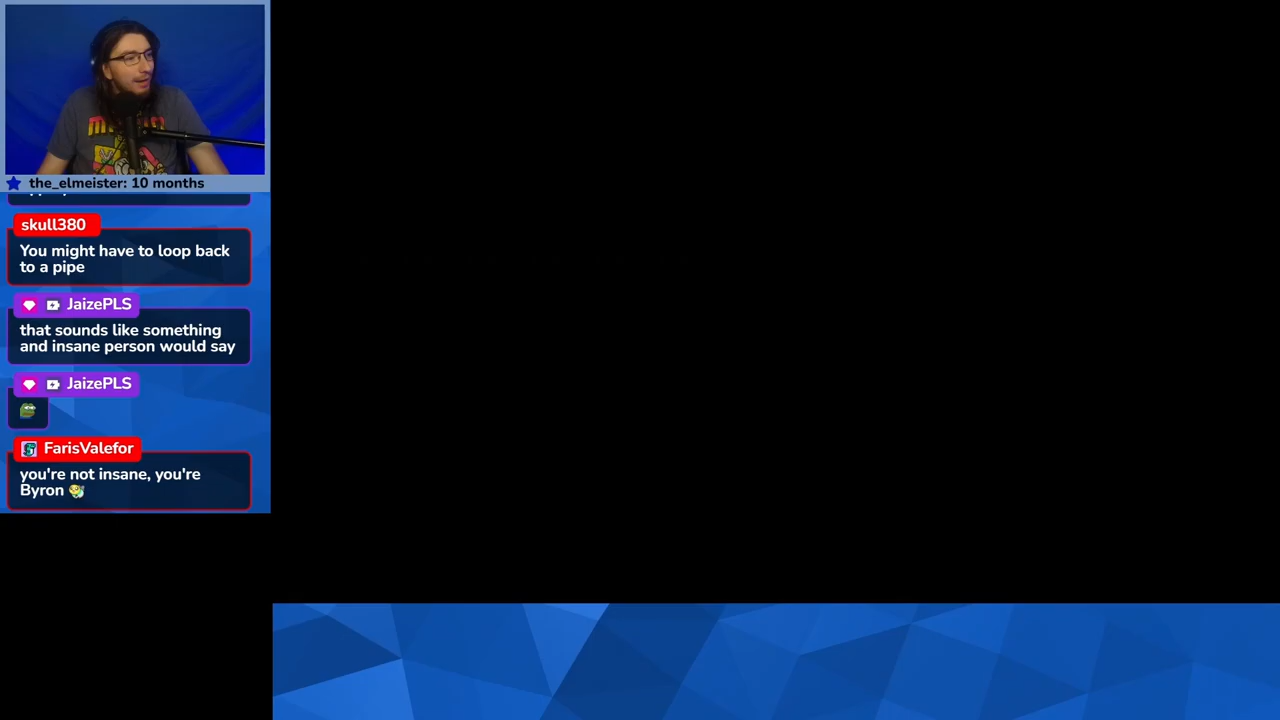 the_elmeister: 10 months
skull380
You might have to loop back
to a pipe
JaizePLS
that sounds like something
and insane person would say
JaizePLS
FarisValefor
you're not insane, you're
Byron